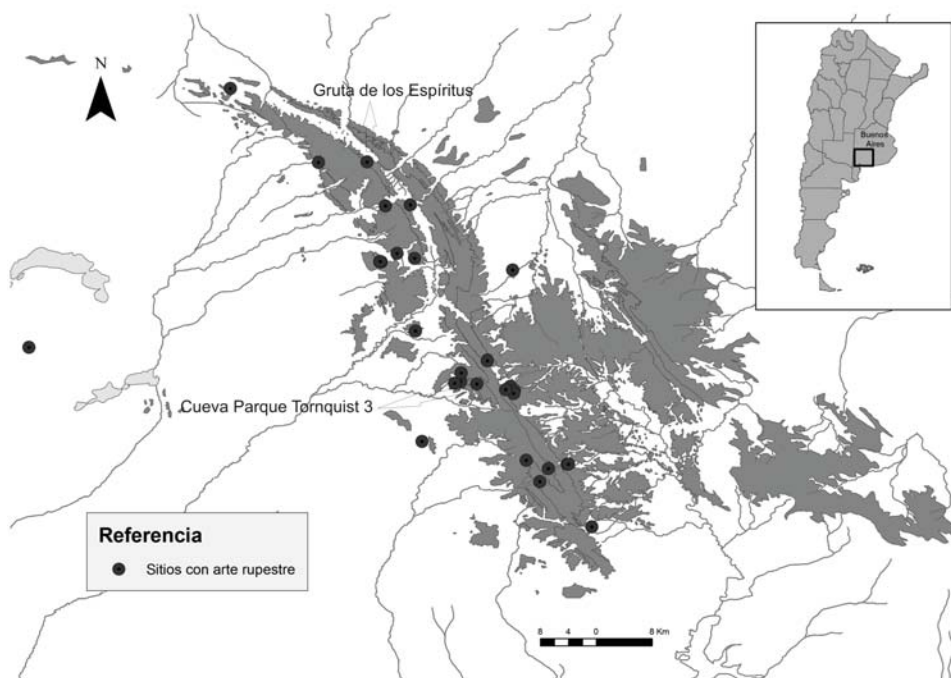 N
Gruta de los Espíritus
Buenos
Aires
Cueva Parque Tornquist 3
Referencia
Sitios con arte rupestre
8 4 0 8 Km